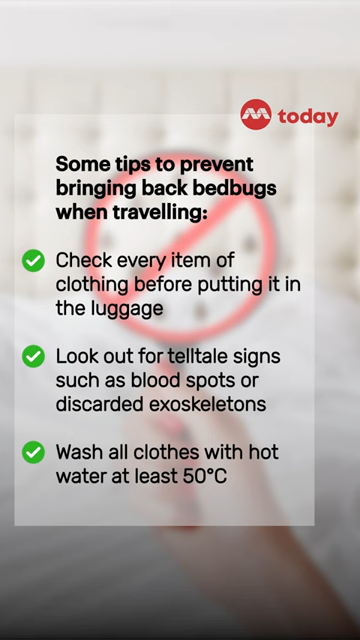 today
Some tips to prevent
bringing back bedbugs
when travelling:
Check every item of
clothing before putting it in
the luggage
Look out for telltale signs
such as blood spots or
discarded exoskeletons
Wash all clothes with hot
water at least 50°C